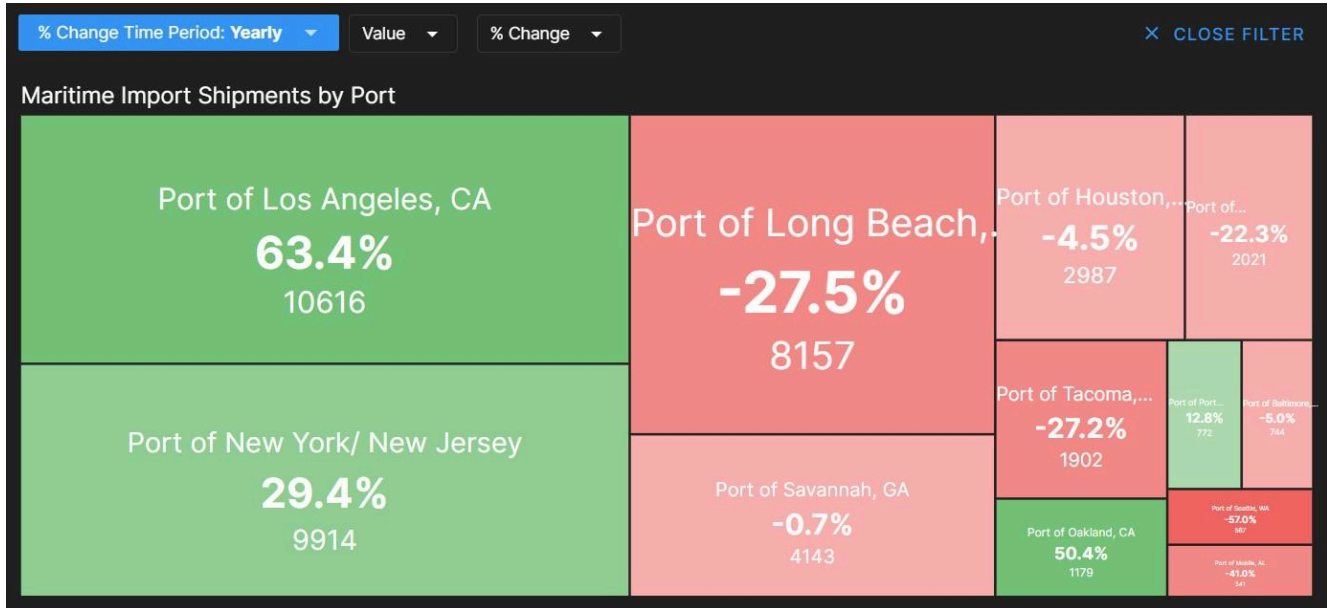 % Change Time Period: Yearly
Value
% Change
× CLOSE FILTER
Maritime Import Shipments by Port
Port of Los Angeles, CA
63.4%
10616
Port of New York/ New Jersey
29.4%
9914
Port of Long Beach,...
-27.5%
8157
Port of Savannah, GA
-0.7%
4143
Port of Houston,...
-4.5%
2987
Port of...
-22.3%
2021
Port of Tacoma,...
-27.2%
1902
Port of Oakland, CA
50.4%
1179
Port of Port...
12.8%
772
Port of Baltimore,...
-5.0%
744
Port of Seattle, WA
-57.0%
Port of Mobile, AL
-41.0%